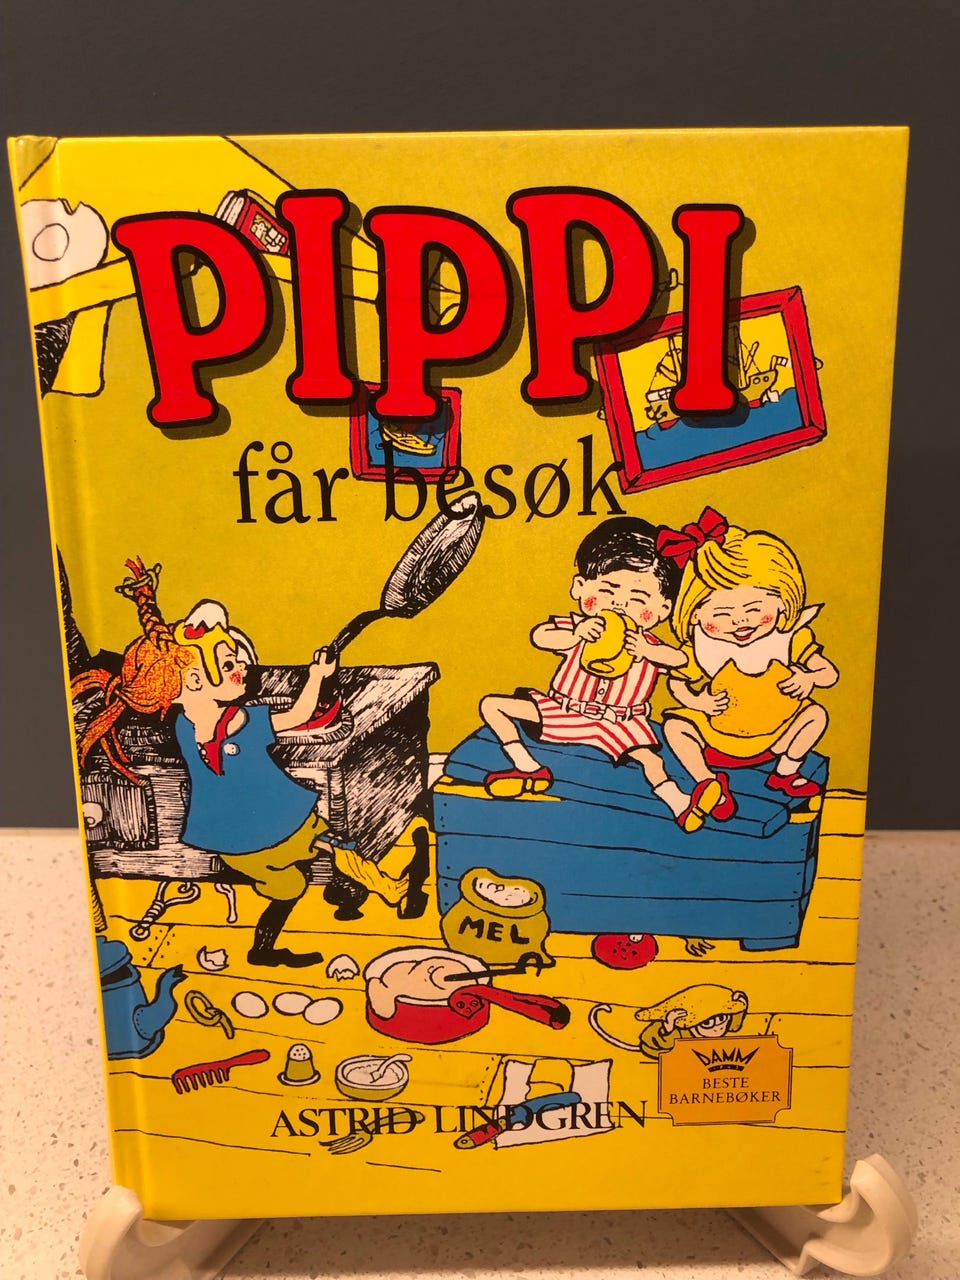 PIPPI
får besøk
MEL
DAMM
BESTE
BARNEBØKER
ASTRID LINDGREN